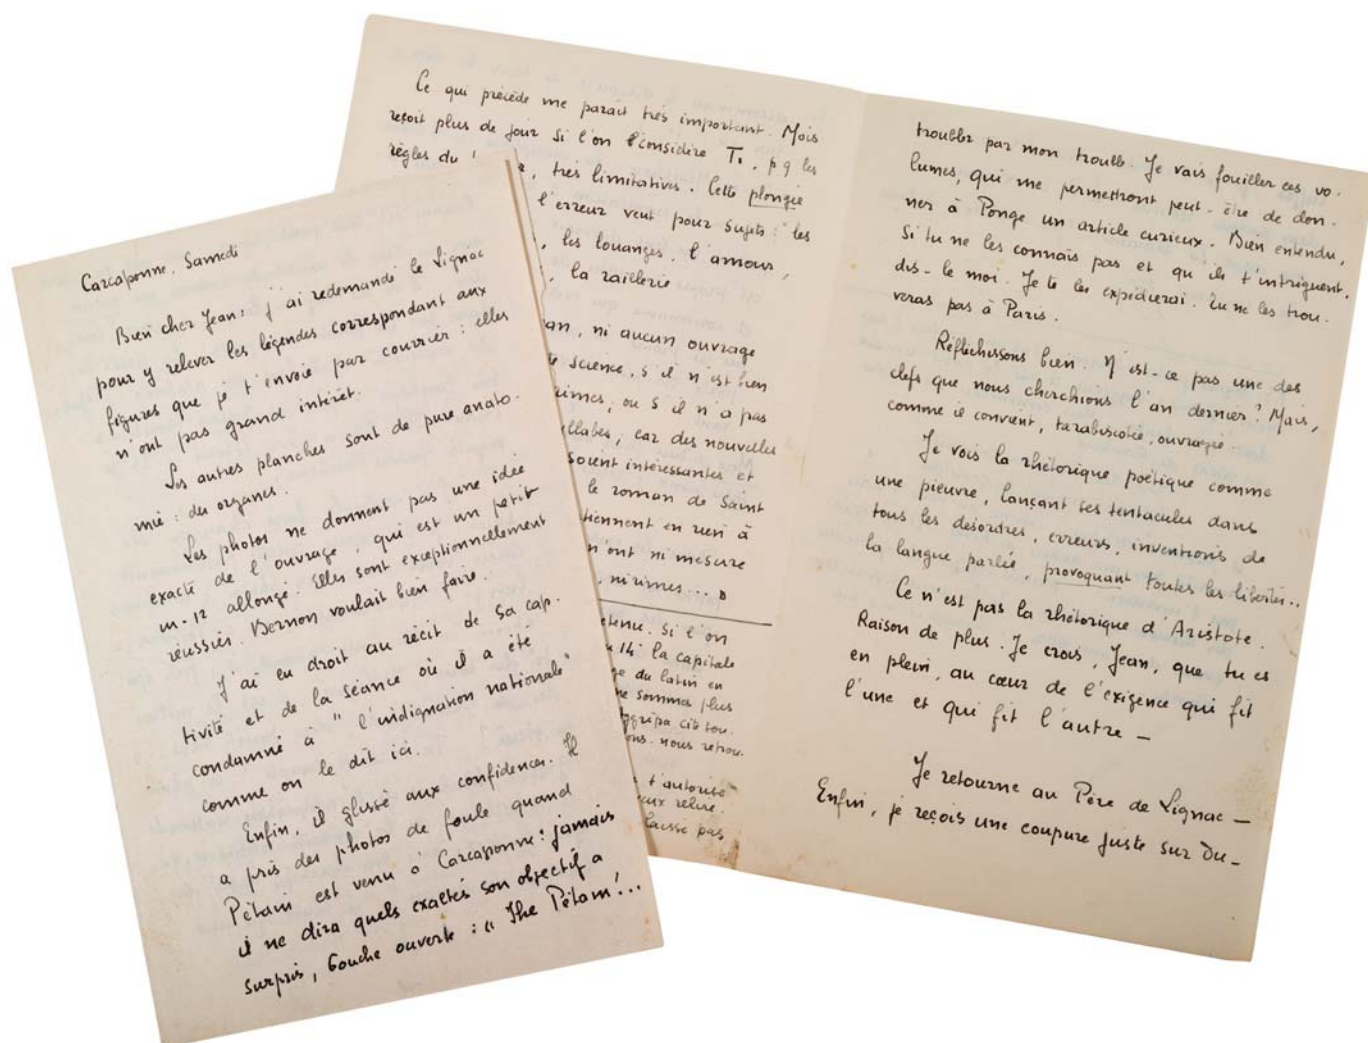 Carcassonne. Samedi
Bien cher Jean : j'ai redemandé le Lignac
pour y relever les légendes correspondant aux
figures que je t'envoie par courrier : elles
n'ont pas grand intérêt.
Les autres planches sont de pure anato-
mie : des organes.
Les photos ne donnent pas une idée
exacte de l'ouvrage, qui est un petit
in-12 allongé. Elles sont exceptionnellement
réussies. Bernon voulait bien faire.
J'ai eu droit au récit de sa cap-
tivité et de la séance où il a été
condamné à "l'indignation nationale"
comme on le dit ici.
Enfin, il glisse aux confidences. Il
a pris des photos de foule quand
Pétain est venu à Carcassonne : jamais
il ne dira quels exaltés son objectif a
surpris, bouche ouverte : "The Pétain!...
Ce qui précède me paraît très important. Mais
reçoit plus de jour si l'on considère T1, p 9 les
règles du
, très limitatives. Cette plongée
l'erreur veut pour sujets : "les
, les louanges, l'amour,
, la raillerie
an, ni aucun ouvrage
te science, s'il n'est bien
rimes, ou s'il n'a pas
yllabes ; car des nouvelles
soient intéressantes et
le roman de Saint
tiennent en rien à
n'ont ni mesure
, ni rimes... »
etenue. Si l'on
14 la capitale
e du latin en
ne sommes plus
Aggripa cité tou-
ons. nous retrou-
t'autorise
eux relire.
laisse pas
troubler par mon trouble. Je vais fouiller ces vo-
lumes, qui me permettront peut-être de don-
ner à Ponge un article curieux. Bien entendu,
si tu ne les connais pas et qu'ils t'intriguent,
dis-le moi. Je te les expédierai. Tu ne les trou-
veras pas à Paris.
Réfléchissons bien. N'est-ce pas une des
clefs que nous cherchions l'an dernier ? Mais,
comme il convient, tarabiscotée, ouvragée -
Je vois la rhétorique poétique comme
une pieuvre, lançant ses tentacules dans
tous les désordres, erreurs, inventions de
la langue parlée, provoquant toutes les libertés..
Ce n'est pas la rhétorique d'Aristote.
Raison de plus. Je crois, Jean, que tu es
en plein, au cœur de l'exigence qui fit
l'une et qui fit l'autre -
Je retourne au Père de Lignac -
Enfin, je reçois une coupure juste sur Du-